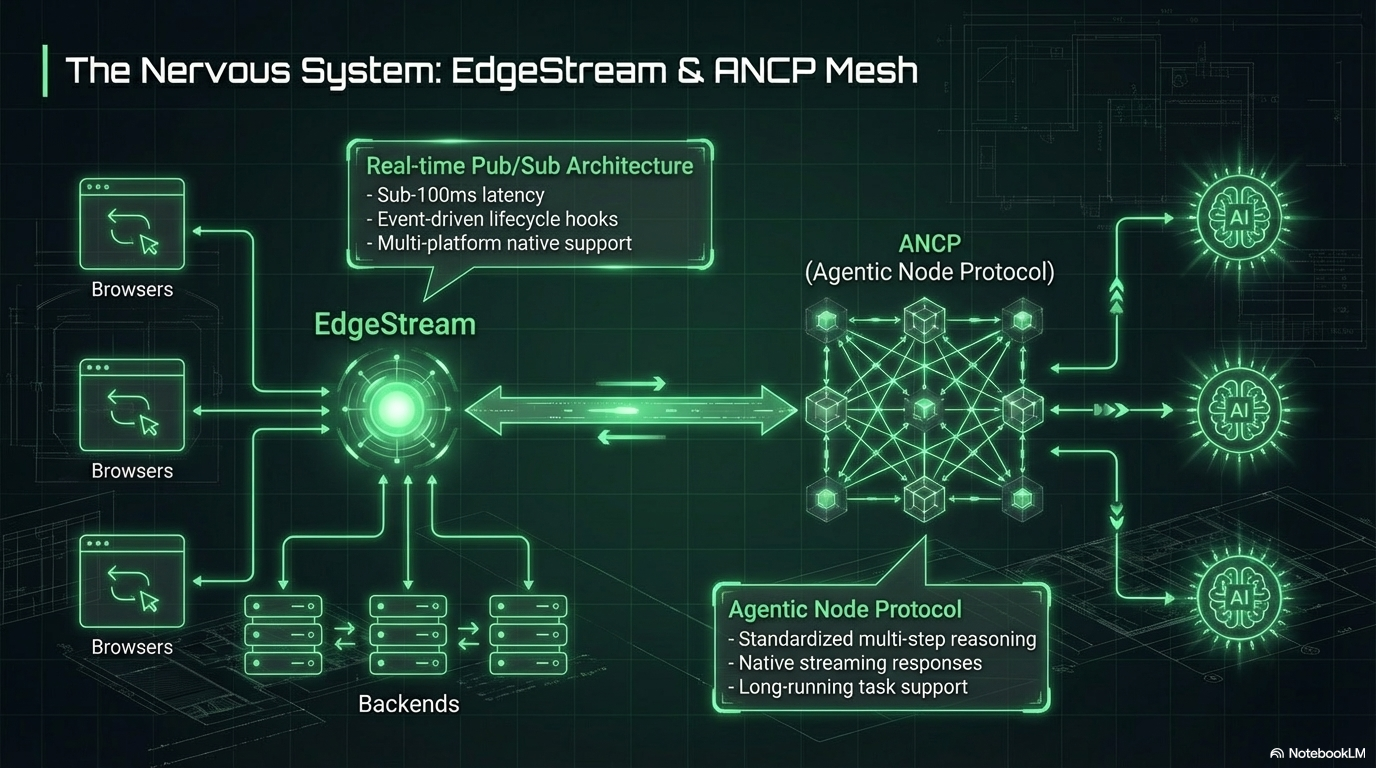 The Nervous System: EdgeStream & ANCP Mesh
Real-time Pub/Sub Architecture
- Sub-100ms latency
- Event-driven lifecycle hooks
- Multi-platform native support
Browsers
Browsers
Browsers
EdgeStream
Backends
ANCP
(Agentic Node Protocol)
AI
AI
AI
Agentic Node Protocol
- Standardized multi-step reasoning
- Native streaming responses
- Long-running task support
NotebookLM